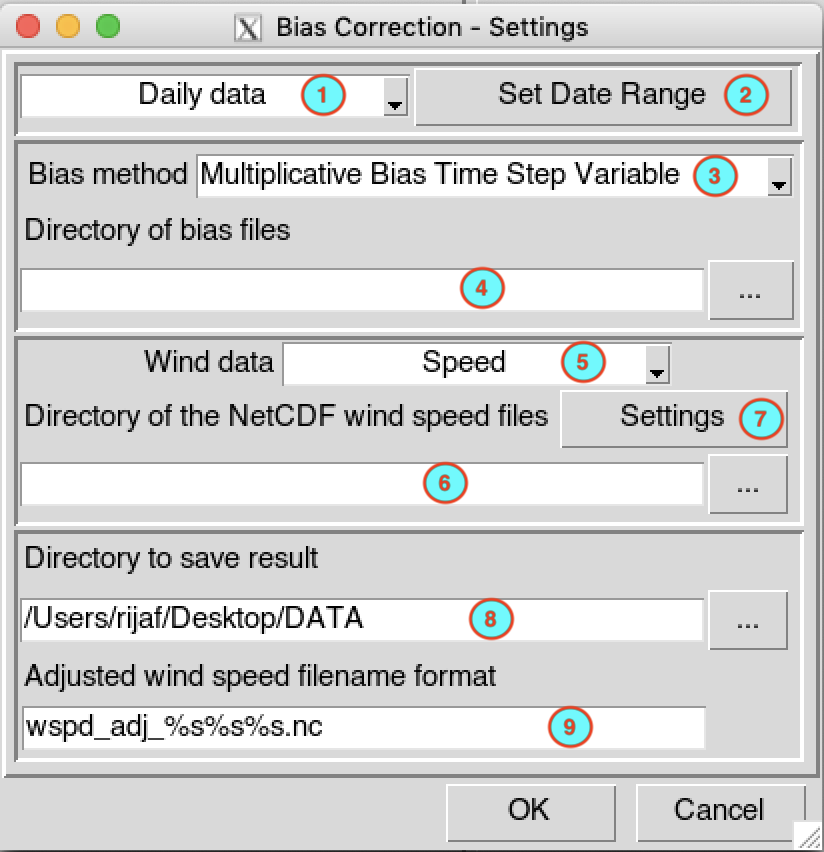 Bias Correction - Settings
Daily data 1 Set Date Range 2
Bias method Multiplicative Bias Time Step Variable 3
Directory of bias files
4 ...
Wind data Speed 5
Directory of the NetCDF wind speed files Settings 7
6 ...
Directory to save result
/Users/rijaf/Desktop/DATA 8 ...
Adjusted wind speed filename format
wspd_adj_%s%s%s.nc 9
OK Cancel